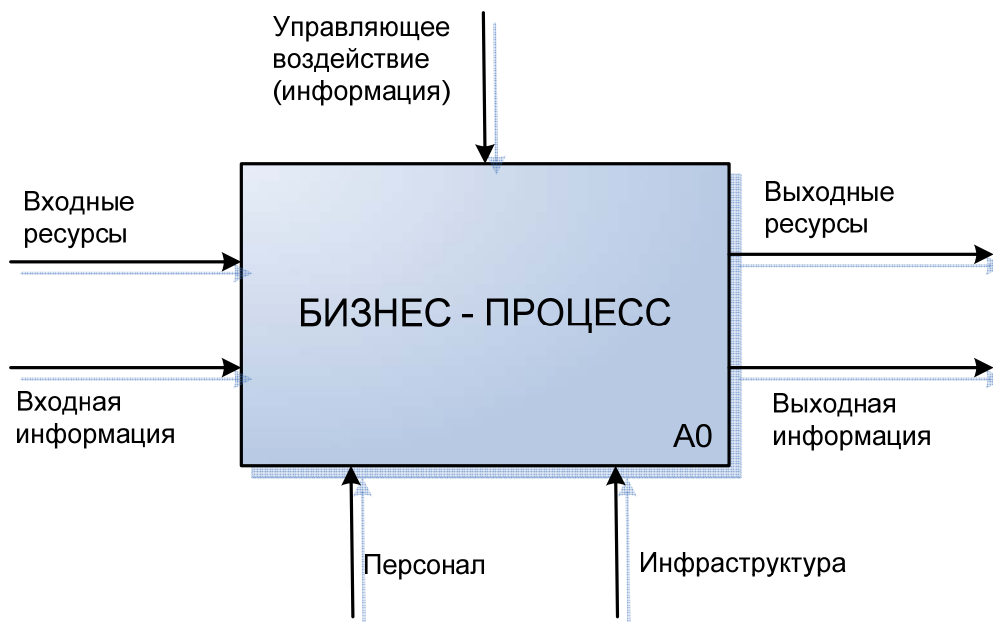 Управляющее
воздействие
(информация)
Входные
ресурсы
Выходные
ресурсы
БИЗНЕС - ПРОЦЕСС
Входная
информация
Выходная
информация
A0
Персонал
Инфраструктура